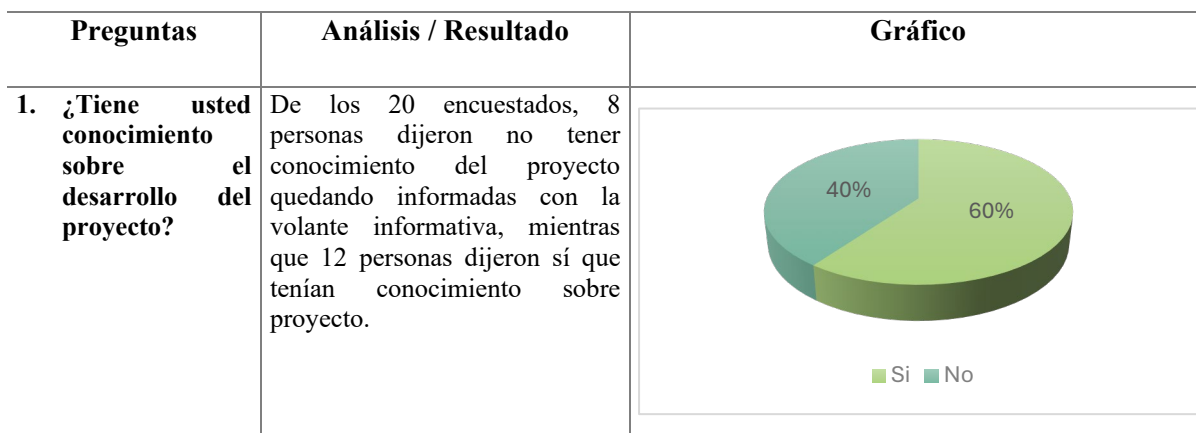 Preguntas
Análisis / Resultado
Gráfico
1. ¿Tiene usted
conocimiento
sobre el
desarrollo del
proyecto?
De los 20 encuestados, 8
personas dijeron no tener
conocimiento del proyecto
quedando informadas con la
volante informativa, mientras
que 12 personas dijeron sí que
tenían conocimiento sobre
proyecto.
40%
60%
Si No